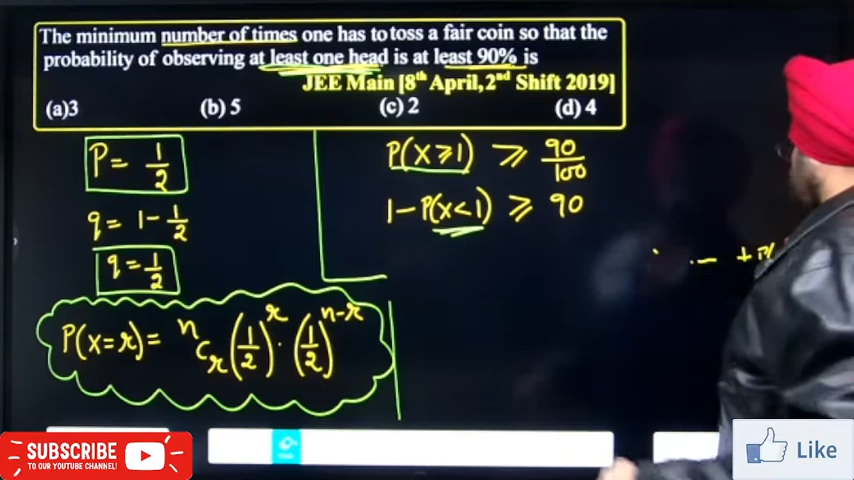 The minimum number of times one has to toss a fair coin so that the
probability of observing at least one head is at least 90% is
JEE Main [8th April, 2nd Shift 2019]
(a)3 (b) 5 (c) 2 (d) 4
P = 1/2
q = 1 - 1/2
q = 1/2
P(x=r) = nCr (1/2)^r · (1/2)^n-r
P(x ⩾ 1) ⩾ 90/100
1 - P(x < 1) ⩾ 90
SUBSCRIBE
TO OUR YOUTUBE CHANNEL!
Like